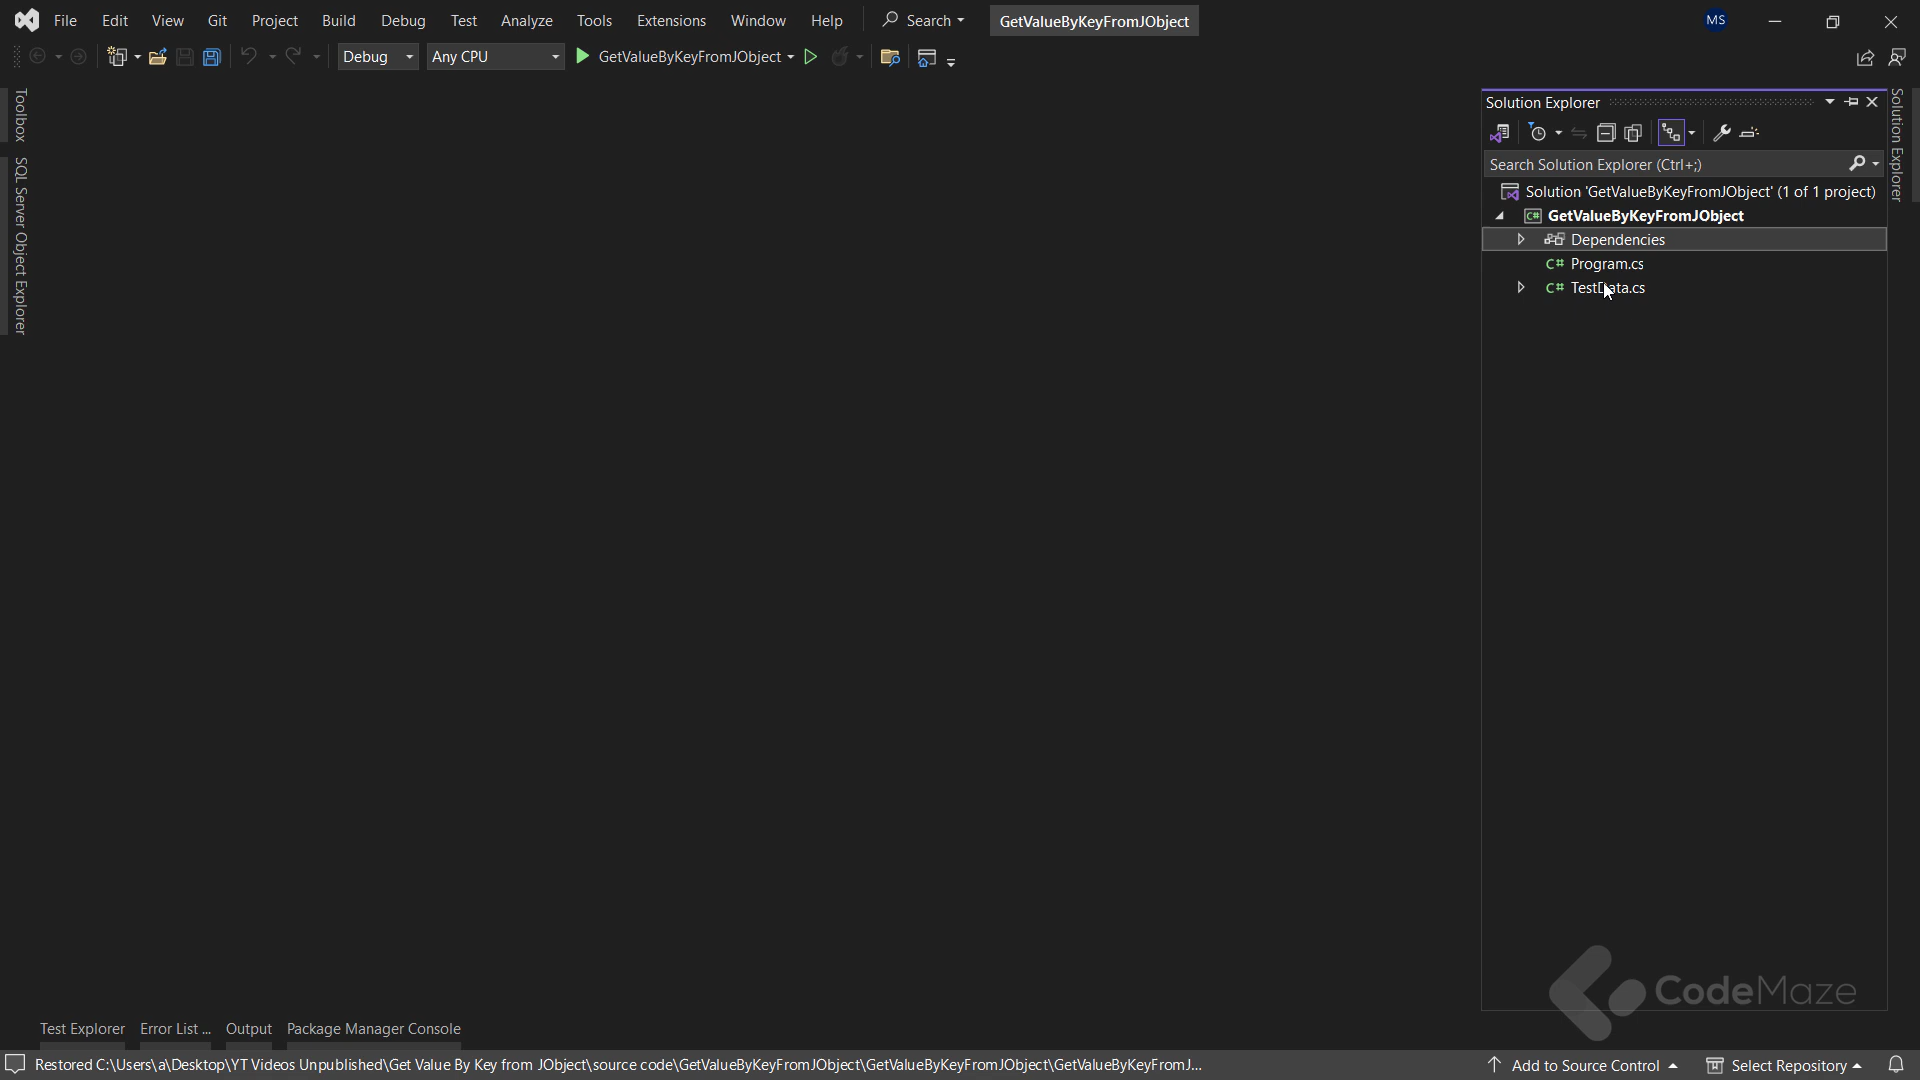 File Edit View Git Project Build Debug Test Analyze Tools Extensions Window Help Search GetValueByKeyFromJObject MS
Debug Any CPU GetValueByKeyFromJObject
Toolbox
SQL Server Object Explorer
Solution Explorer
Search Solution Explorer (Ctrl+;)
Solution 'GetValueByKeyFromJObject' (1 of 1 project)
C# GetValueByKeyFromJObject
Dependencies
C# Program.cs
C# TestData.cs
Solution Explorer
CodeMaze
Test Explorer Error List ... Output Package Manager Console
Restored C:\Users\a\Desktop\YT Videos Unpublished\Get Value By Key from JObject\source code\GetValueByKeyFromJObject\GetValueByKeyFromJObject\GetValueByKeyFromJ... Add to Source Control Select Repository